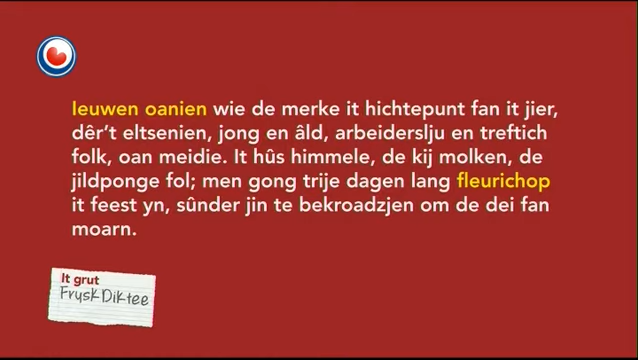 Ieuwen oanien wie de merke it hichtepunt fan it jier,
dêr't eltsenien, jong en âld, arbeiderslju en treftich
folk, oan meidie. It hûs himmele, de kij molken, de
jildponge fol; men gong trije dagen lang fleurichop
it feest yn, sûnder jin te bekroadzjen om de dei fan
moarn.
It grut
Frysk Diktee